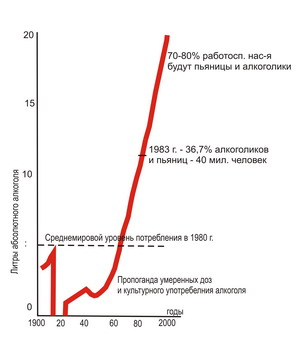 20
70-80% работосп. нас-я
будут пьяницы и алкоголики
15
1983 г. - 36,7% алкоголиков
и пьяниц - 40 мил. человек
10
Литры абсолютного алкоголя
Среднемировой уровень потребления в 1980 г.
Пропоганда умеренных доз
и культурного употребелния алкоголя
0
годы
1900 20 40 60 80 2000